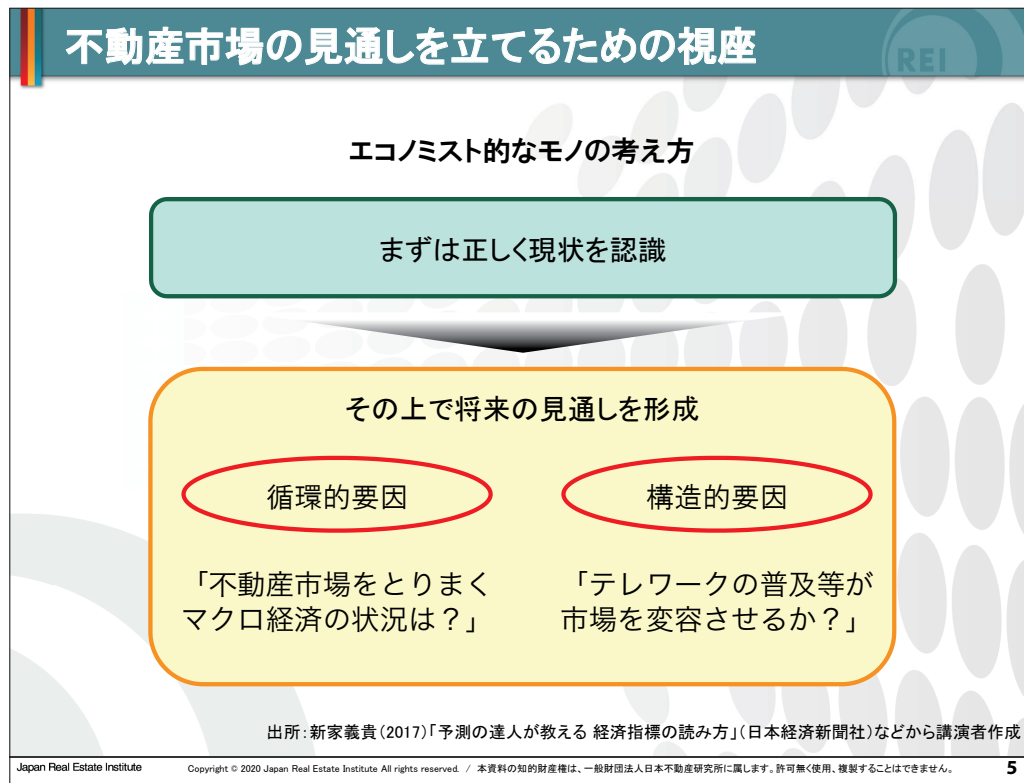 不動産市場の見通しを立てるための視座
REI
エコノミスト的なモノの考え方
まずは正しく現状を認識
その上で将来の見通しを形成
循環的要因
構造的要因
「不動産市場をとりまく
マクロ経済の状況は？」
「テレワークの普及等が
市場を変容させるか？」
出所：新家義貴（2017）「予測の達人が教える 経済指標の読み方」（日本経済新聞社）などから講演者作成
Japan Real Estate Institute
Copyright © 2020 Japan Real Estate Institute All rights reserved. / 本資料の知的財産権は、一般財団法人日本不動産研究所に属します。許可無く使用、複製することはできません。
5